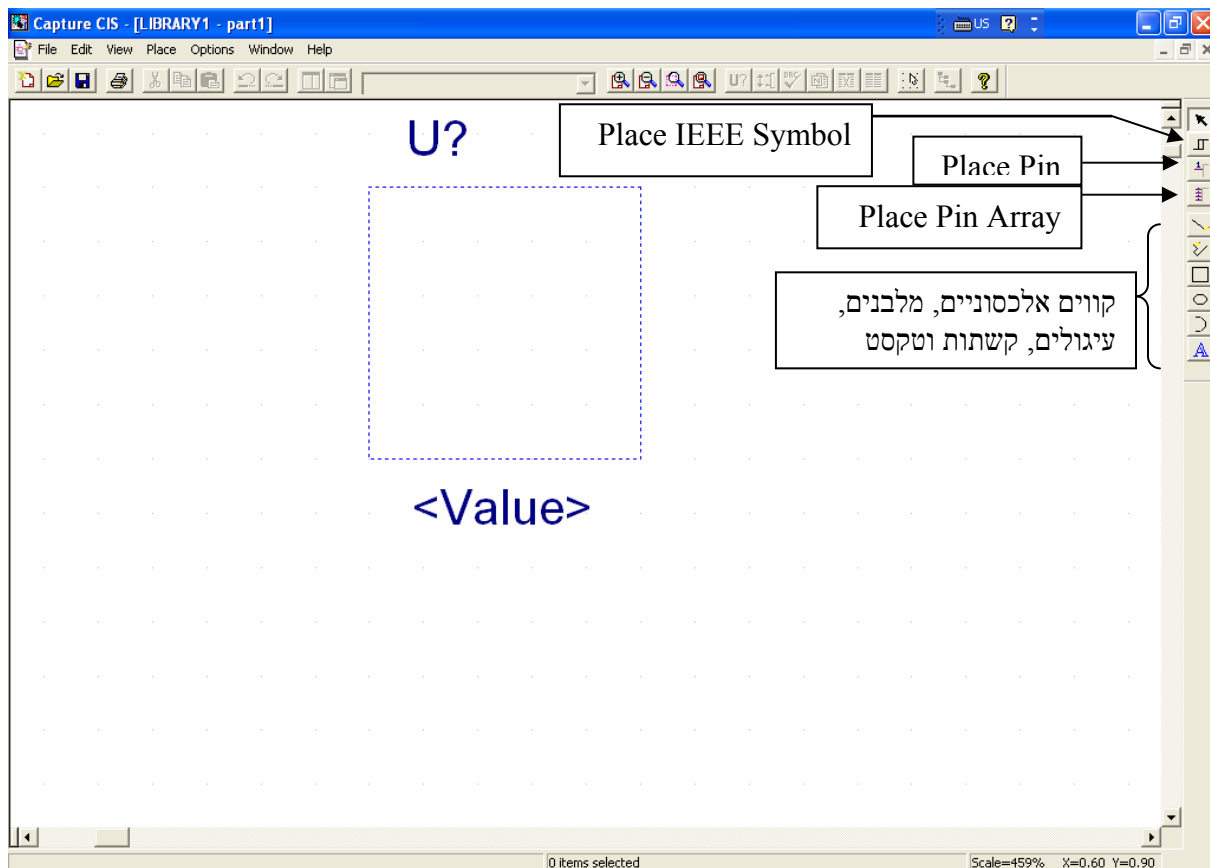 Capture CIS - [LIBRARY1 - part1]
US
File Edit View Place Options Window Help
U?
U?
Place IEEE Symbol
Place Pin
Place Pin Array
קווים אלכסוניים, מלבנים,
עיגולים, קשתות וטקסט
<Value>
0 items selected
Scale=459% X=0.60 Y=0.90